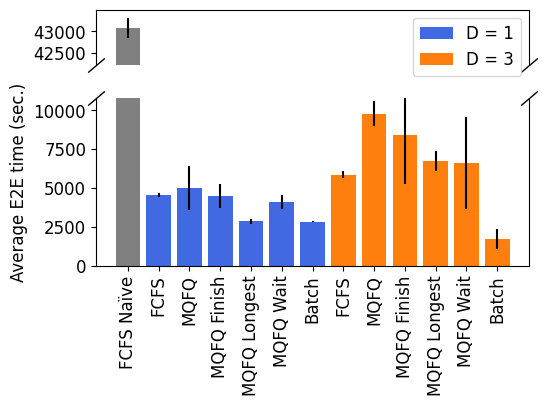 43000
42500
10000
7500
5000
2500
0
Average E2E time (sec.)
D = 1
D = 3
FCFS Naïve
FCFS
MQFQ
MQFQ Finish
MQFQ Longest
MQFQ Wait
Batch
FCFS
MQFQ
MQFQ Finish
MQFQ Longest
MQFQ Wait
Batch